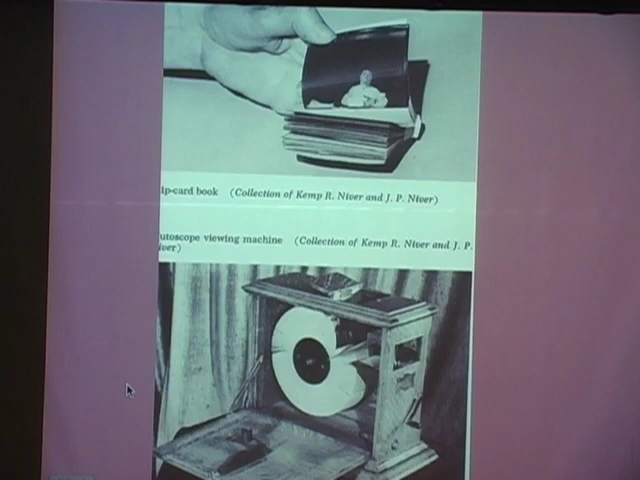 ip-card book (Collection of Kemp R. Niver and J. P. Niver)
utoscope viewing machine (Collection of Kemp R. Niver and J. P.
iver)